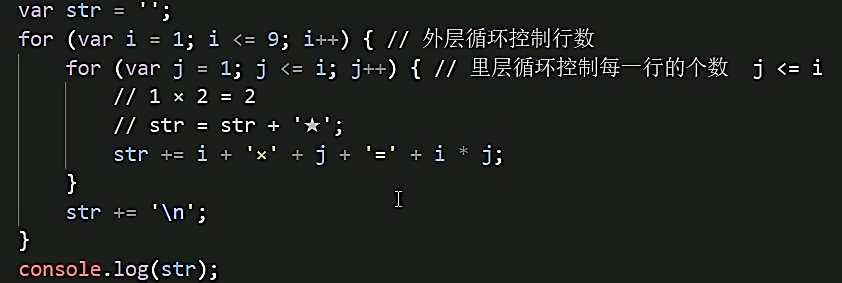 var str = '';
for (var i = 1; i <= 9; i++) { // 外层循环控制行数
    for (var j = 1; j <= i; j++) { // 里层循环控制每一行的个数  j <= i
        // 1 × 2 = 2
        // str = str + '★';
        str += i + '×' + j + '=' + i * j;
    }
    str += '\n';
}
console.log(str);